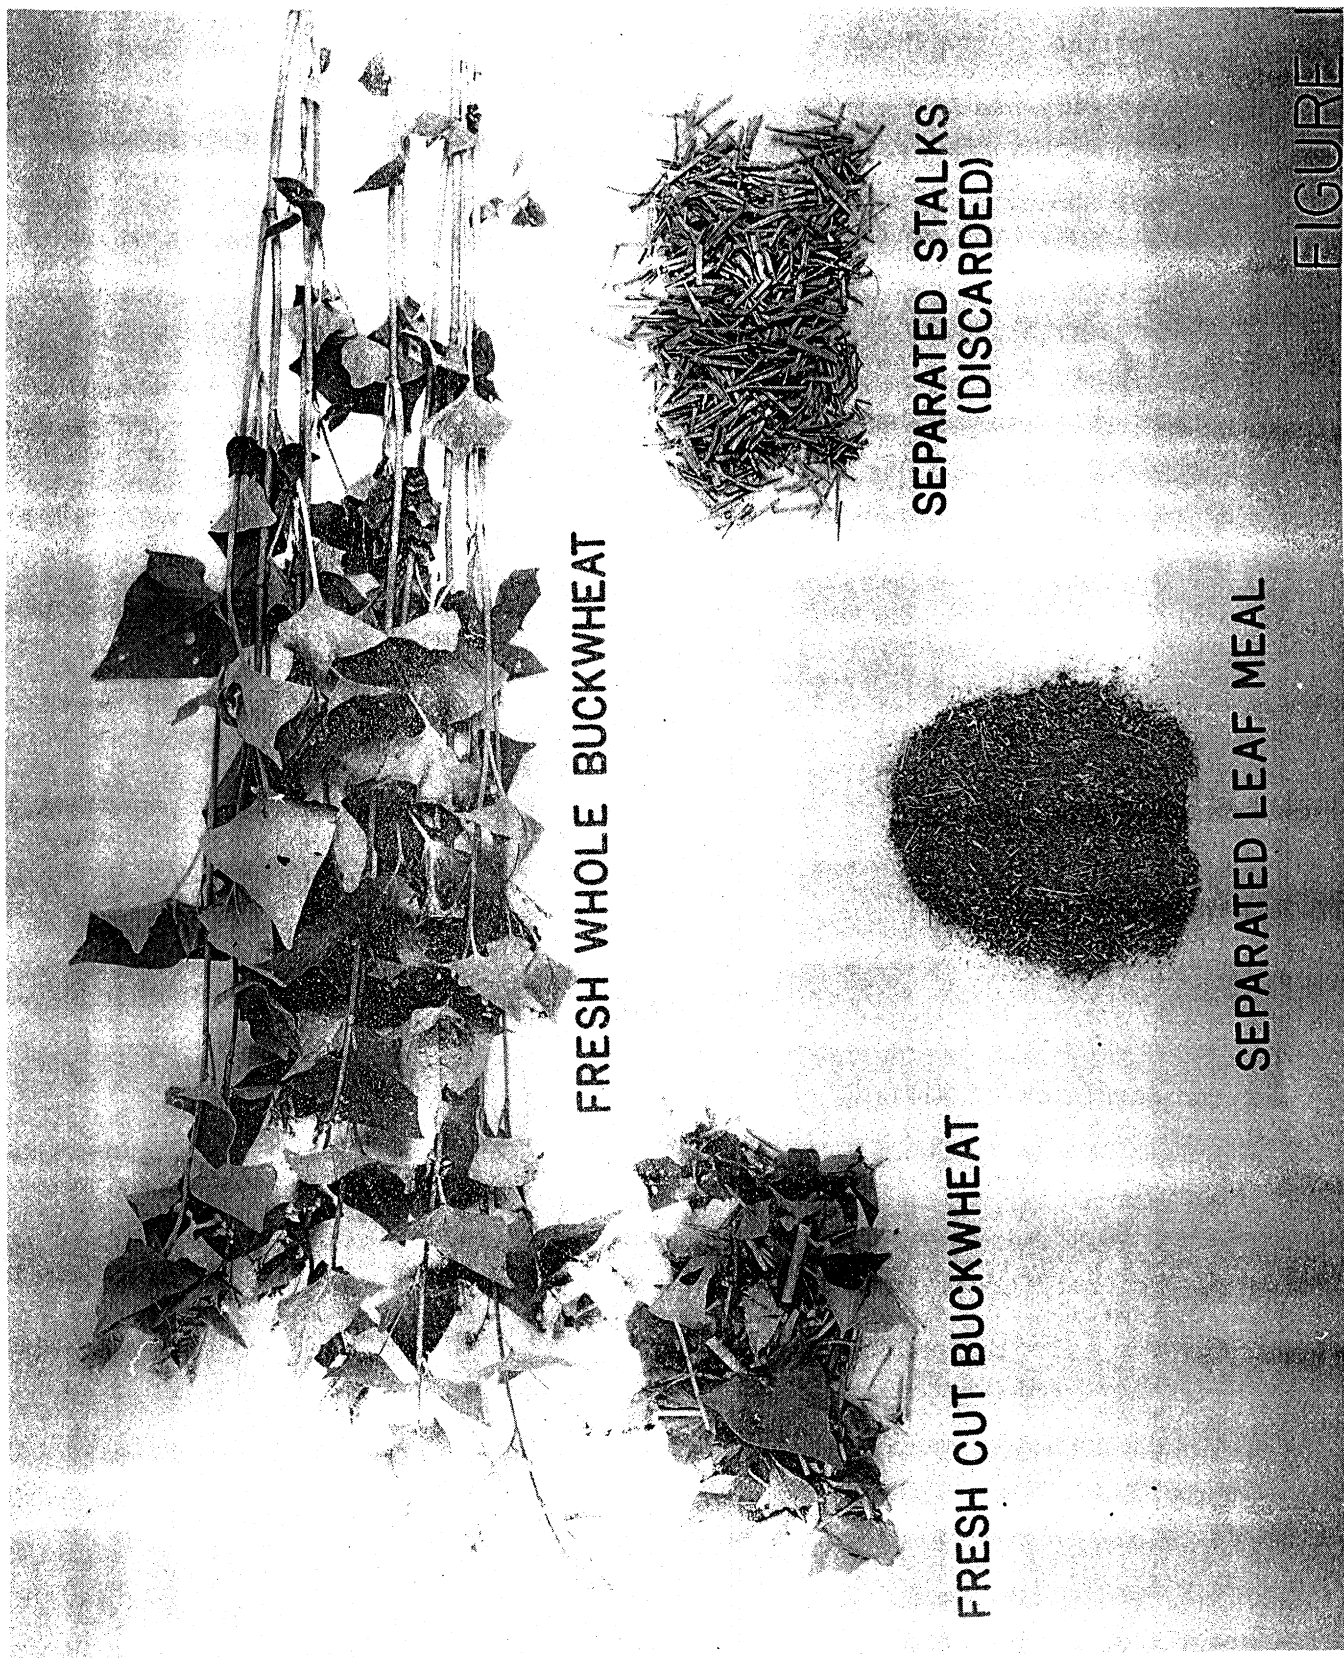 FRESH WHOLE BUCKWHEAT
FRESH CUT BUCKWHEAT
SEPARATED STALKS
(DISCARDED)
SEPARATED LEAF MEAL
FIGURE I